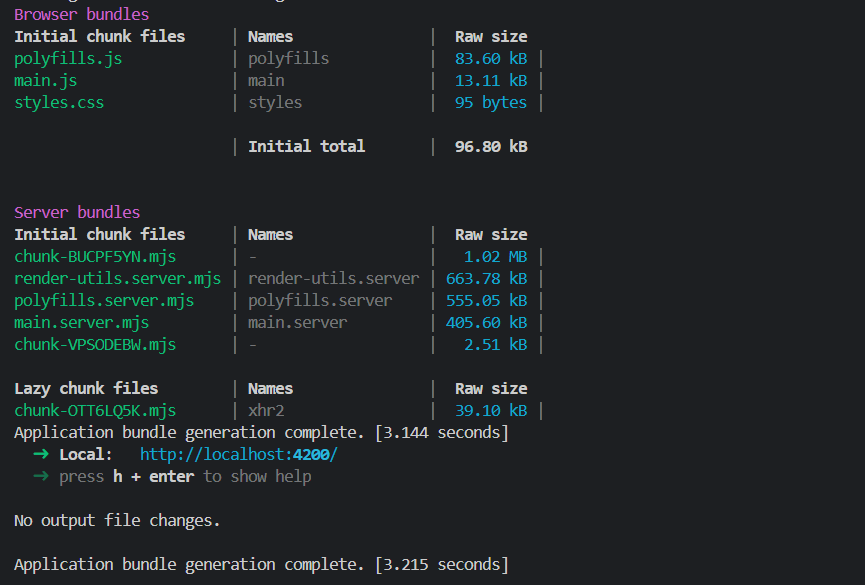 Browser bundles
Initial chunk files | Names | Raw size
polyfills.js | polyfills | 83.60 kB |
main.js | main | 13.11 kB |
styles.css | styles | 95 bytes |
| Initial total | 96.80 kB
Server bundles
Initial chunk files | Names | Raw size
chunk-BUCPF5YN.mjs | - | 1.02 MB |
render-utils.server.mjs | render-utils.server | 663.78 kB |
polyfills.server.mjs | polyfills.server | 555.05 kB |
main.server.mjs | main.server | 405.60 kB |
chunk-VPSODEBW.mjs | - | 2.51 kB |
Lazy chunk files | Names | Raw size
chunk-OTT6LQ5K.mjs | xhr2 | 39.10 kB |
Application bundle generation complete. [3.144 seconds]
➜ Local: http://localhost:4200/
➜ press h + enter to show help
No output file changes.
Application bundle generation complete. [3.215 seconds]